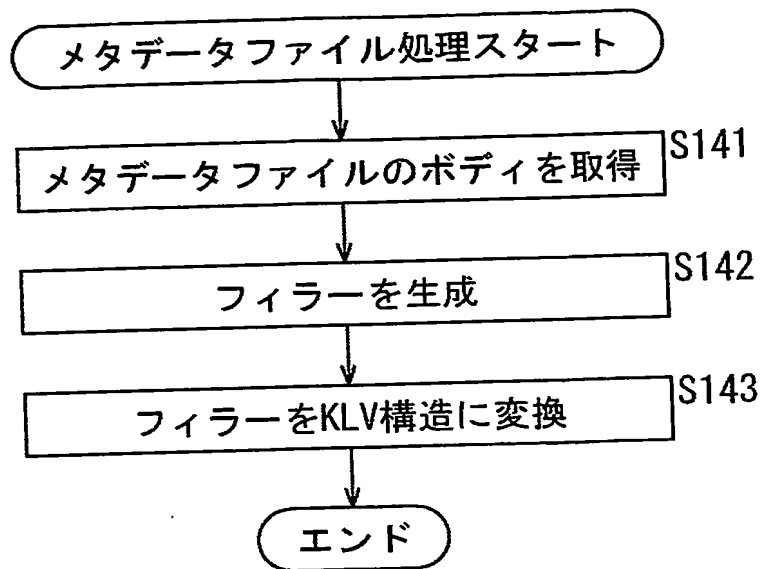 メタデータファイル処理スタート
メタデータファイルのボディを取得
S141
フィラーを生成
S142
フィラーをKLV構造に変換
S143
エンド